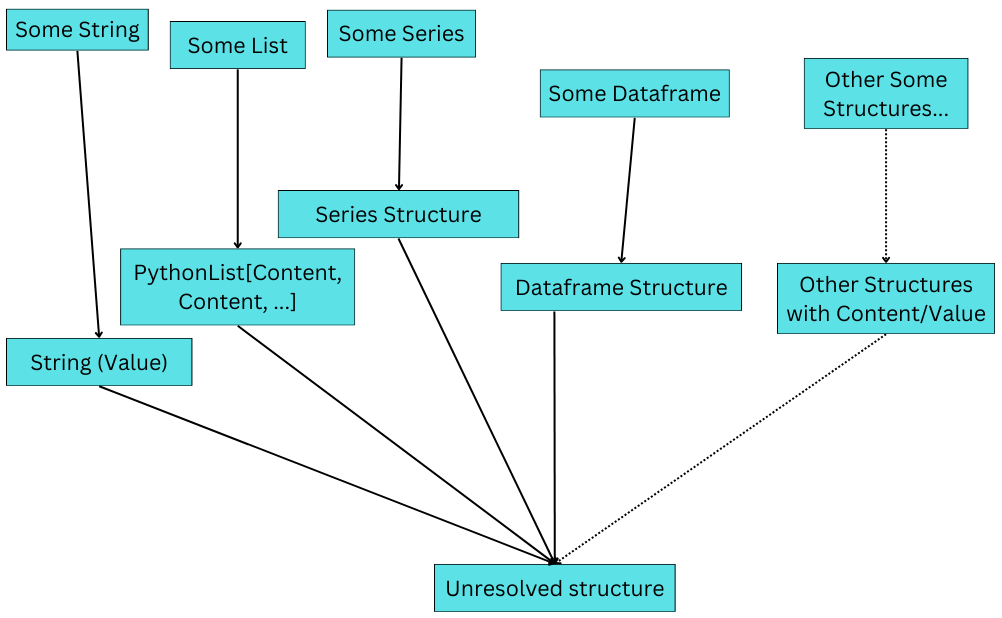 Some String
Some List
Some Series
Some Dataframe
Other Some
Structures...
Series Structure
PythonList[Content,
Content, ...]
Dataframe Structure
Other Structures
with Content/Value
String (Value)
Unresolved structure